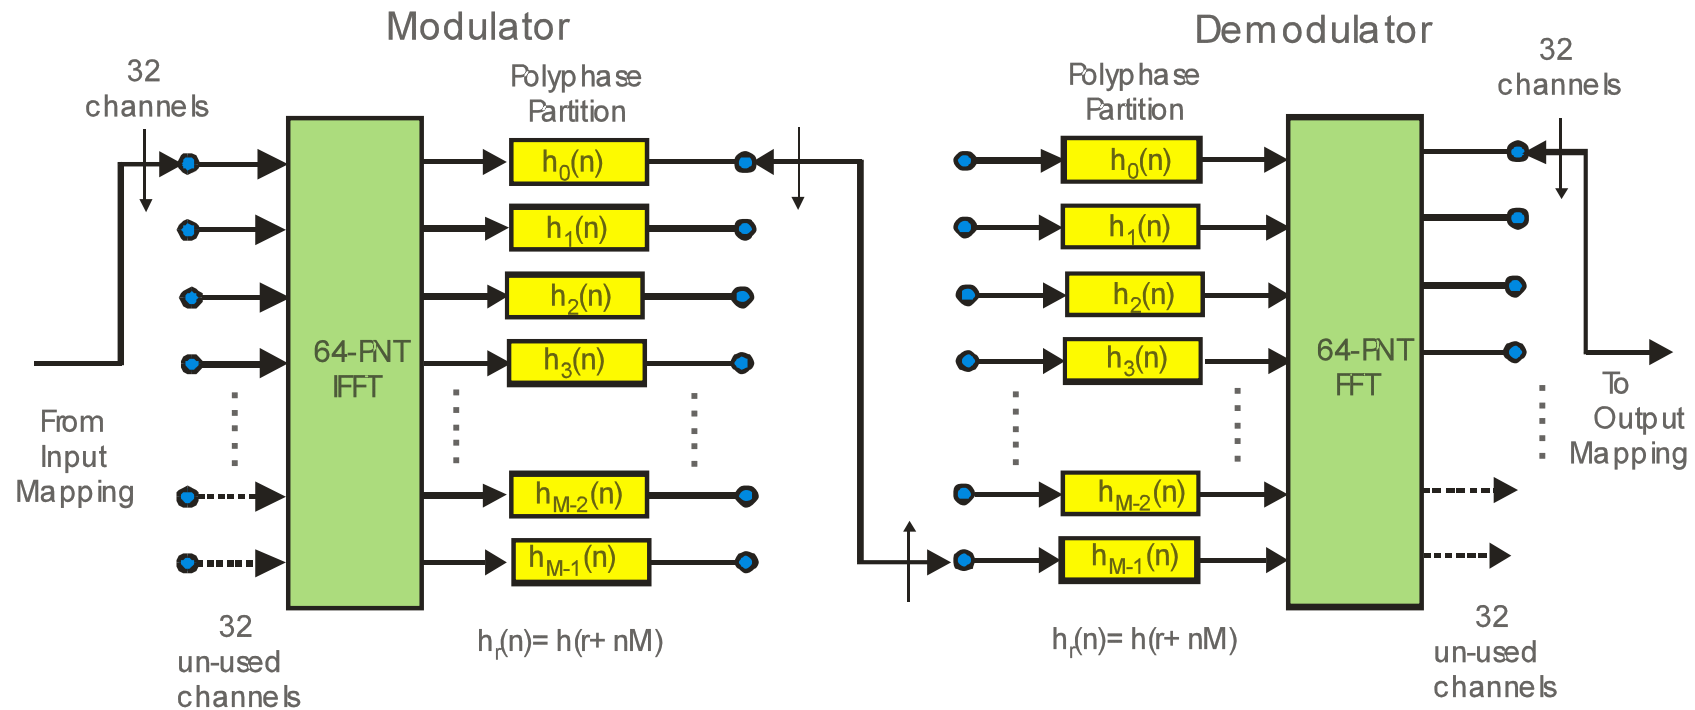 Modulator
32
channels
Polyphase
Partition
h0(n)
h1(n)
h2(n)
h3(n)
hM-2(n)
hM-1(n)
64-PNT
IFFT
From
Input
Mapping
32
un-used
channels
hr(n)= h(r+ nM)
Demodulator
Polyphase
Partition
32
channels
h0(n)
h1(n)
h2(n)
h3(n)
hM-2(n)
hM-1(n)
64-PNT
FFT
To
Output
Mapping
hr(n)= h(r+ nM)
32
un-used
channels